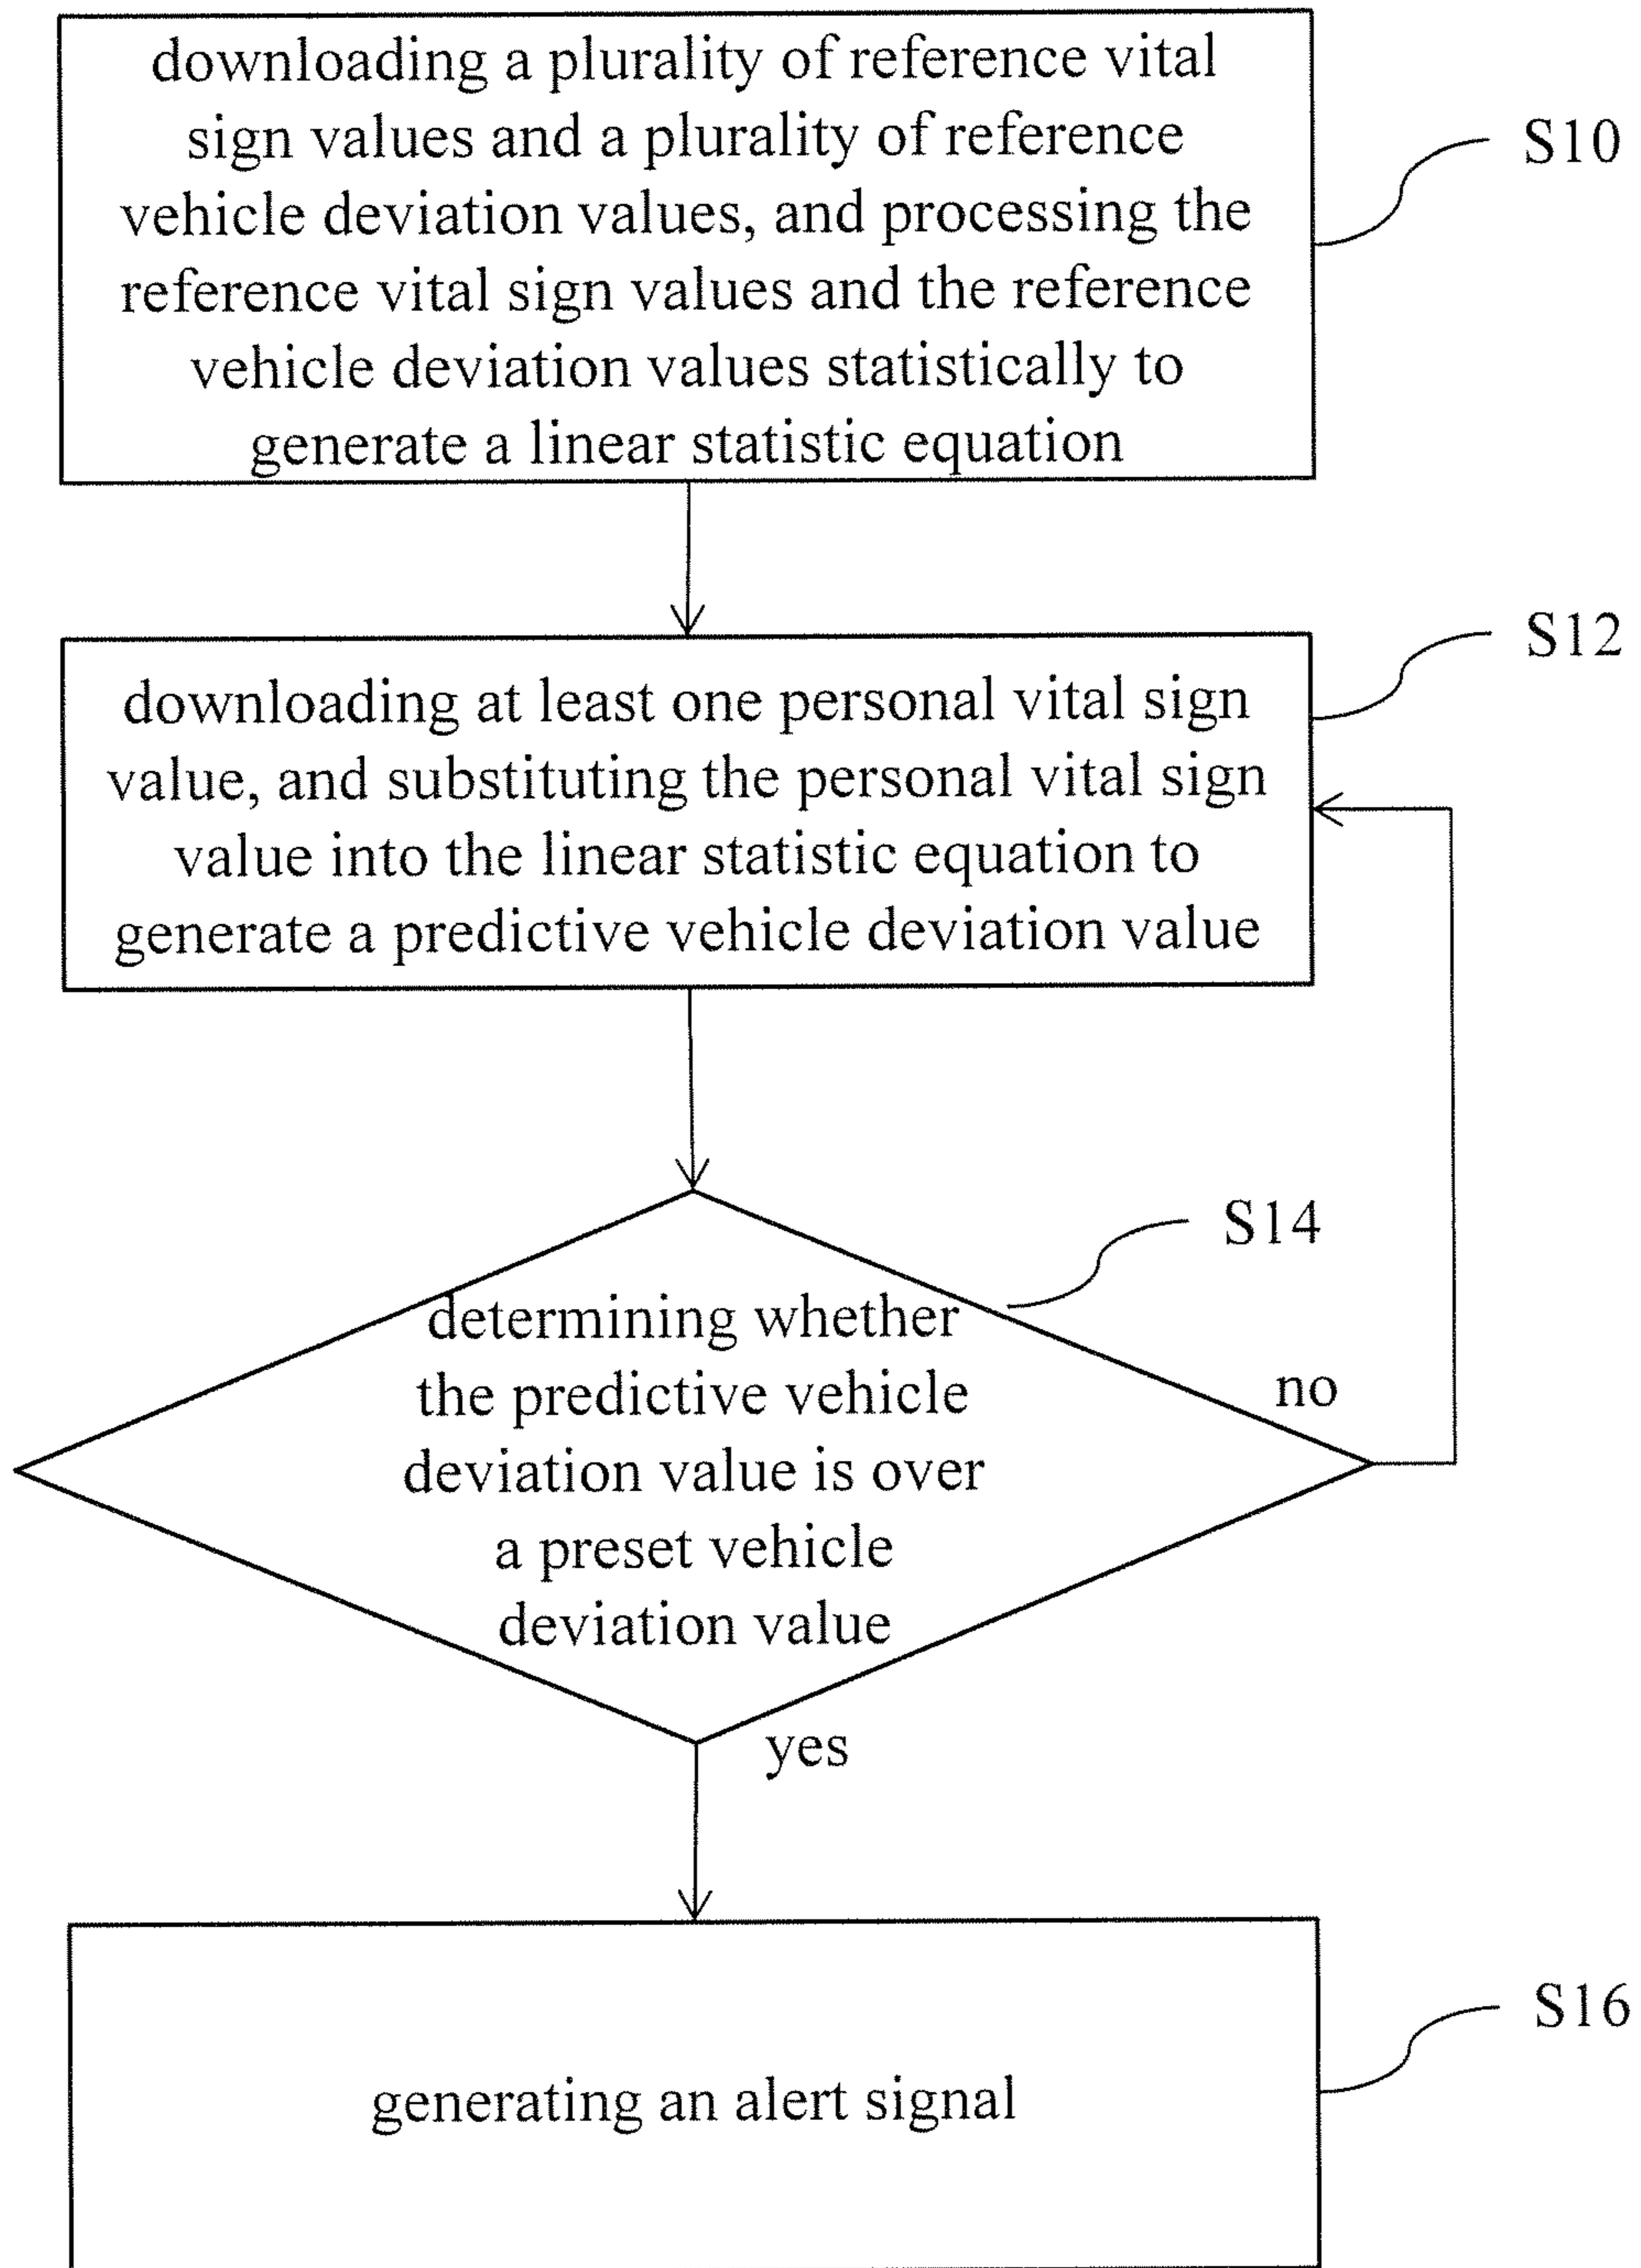 downloading a plurality of reference vital
sign values and a plurality of reference
vehicle deviation values, and processing the
reference vital sign values and the reference
vehicle deviation values statistically to
generate a linear statistic equation
S10
downloading at least one personal vital sign
value, and substituting the personal vital sign
value into the linear statistic equation to
generate a predictive vehicle deviation value
S12
determining whether
the predictive vehicle
deviation value is over
a preset vehicle
deviation value
S14
no
yes
generating an alert signal
S16